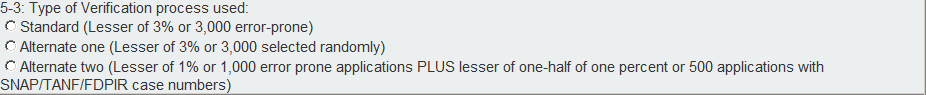 5-3: Type of Verification process used:
Standard (Lesser of 3% or 3,000 error-prone)
Alternate one (Lesser of 3% or 3,000 selected randomly)
Alternate two (Lesser of 1% or 1,000 error prone applications PLUS lesser of one-half of one percent or 500 applications with
SNAP/TANF/FDPIR case numbers)